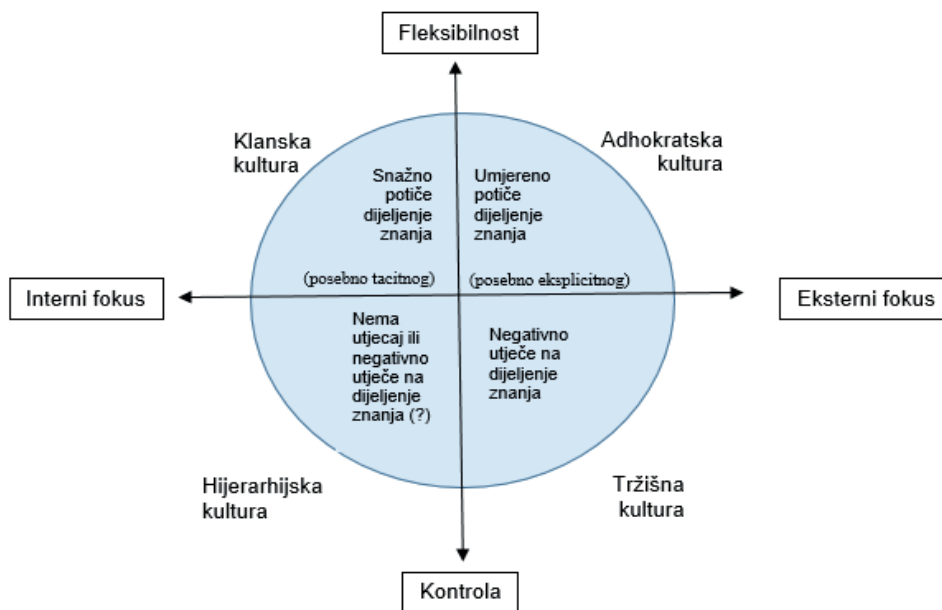 Fleksibilnost
Klanska
kultura
Adhokratska
kultura
Snažno
potiče
dijeljenje
znanja
Umjereno
potiče
dijeljenje
znanja
(posebno tacitnog)
(posebno eksplicitnog)
Interni fokus
Eksterni fokus
Nema
utjecaj ili
negativno
utječe na
dijeljenje
znanja (?)
Negativno
utječe na
dijeljenje
znanja
Hijerarhijska
kultura
Tržišna
kultura
Kontrola